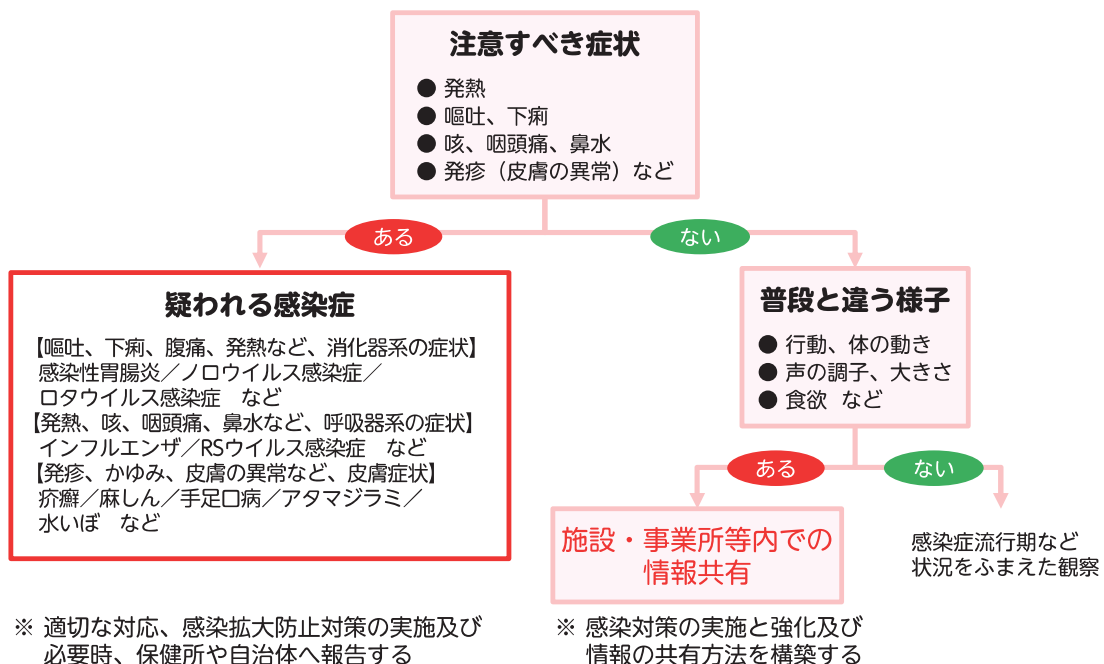 注意すべき症状
● 発熱
● 嘔吐、下痢
● 咳、咽頭痛、鼻水
● 発疹（皮膚の異常）など
ある
ない
疑われる感染症
【嘔吐、下痢、腹痛、発熱など、消化器系の症状】
感染性胃腸炎／ノロウイルス感染症／
ロタウイルス感染症　など
【発熱、咳、咽頭痛、鼻水など、呼吸器系の症状】
インフルエンザ／RSウイルス感染症　など
【発疹、かゆみ、皮膚の異常など、皮膚症状】
疥癬／麻しん／手足口病／アタマジラミ／
水いぼ　など
普段と違う様子
● 行動、体の動き
● 声の調子、大きさ
● 食欲 など
ある
ない
施設・事業所等内での
情報共有
感染症流行期など
状況をふまえた観察
※ 適切な対応、感染拡大防止対策の実施及び
必要時、保健所や自治体へ報告する
※ 感染対策の実施と強化及び
情報の共有方法を構築する